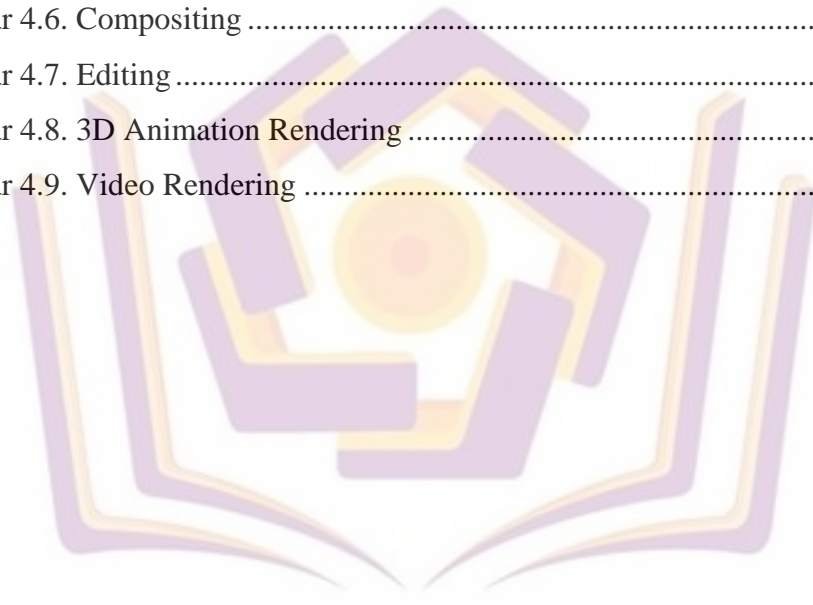 r 4.6. Compositing ........................................................................
r 4.7. Editing .................................................................................
r 4.8. 3D Animation Rendering ....................................................
r 4.9. Video Rendering .................................................................